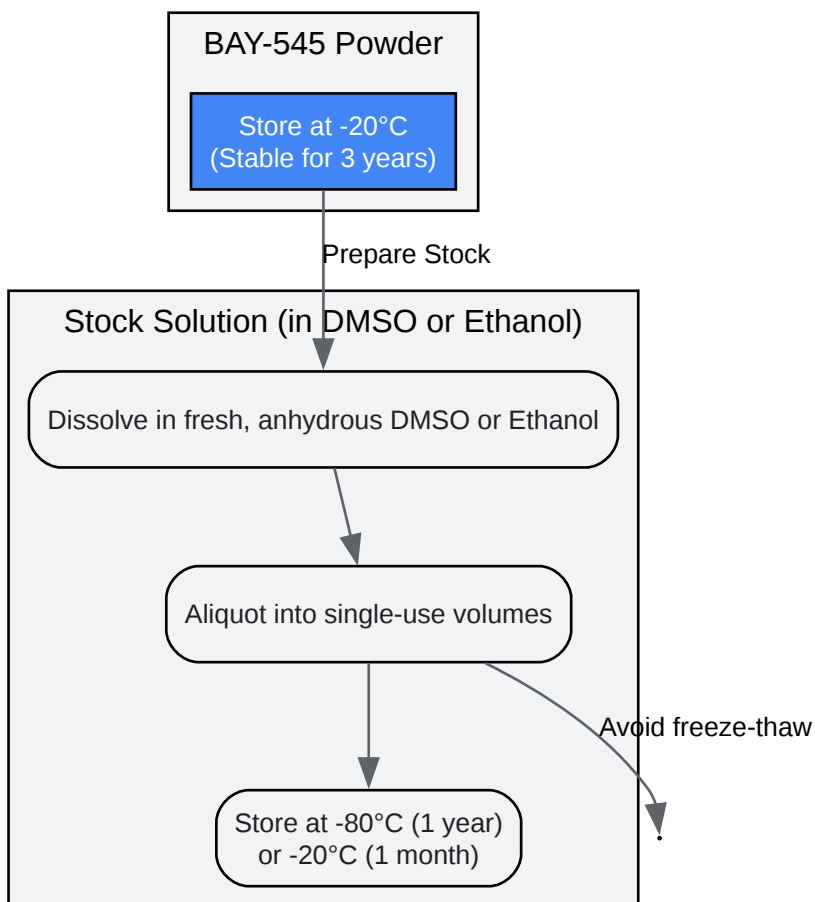 BAY-545 Powder
Store at -20°C
(Stable for 3 years)
Prepare Stock
Stock Solution (in DMSO or Ethanol)
Dissolve in fresh, anhydrous DMSO or Ethanol
Aliquot into single-use volumes
Avoid freeze-thaw
Store at -80°C (1 year)
or -20°C (1 month)